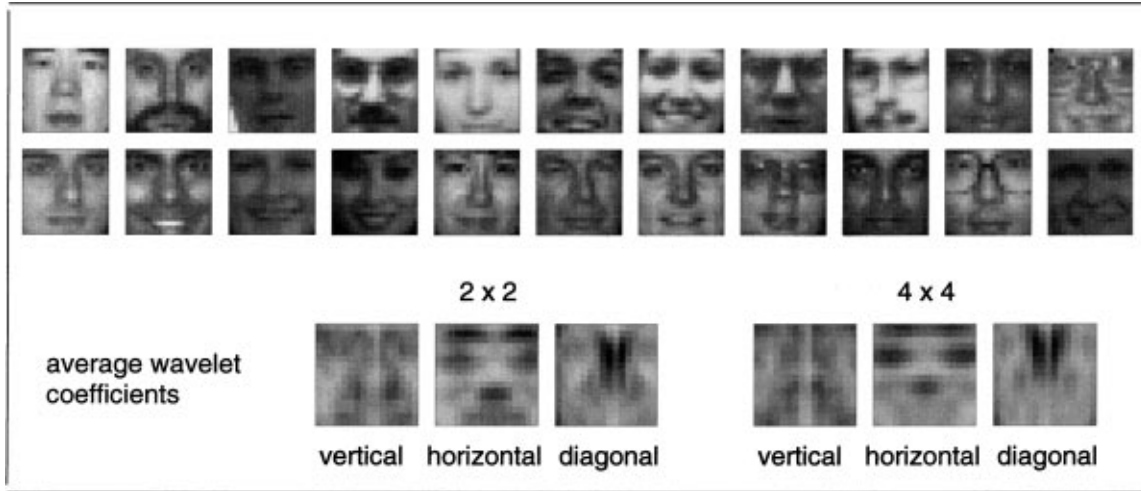 2 x 2
4 x 4
average wavelet
coefficients
vertical horizontal diagonal
vertical horizontal diagonal